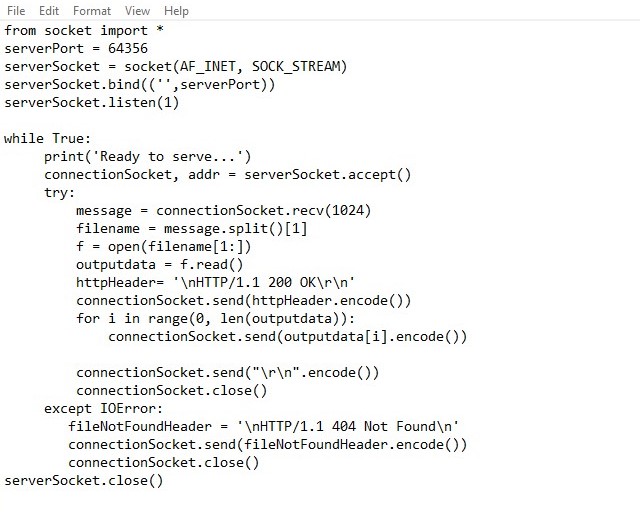 File Edit Format View Help
from socket import *
serverPort = 64356
serverSocket = socket(AF_INET, SOCK_STREAM)
serverSocket.bind(('',serverPort))
serverSocket.listen(1)
while True:
     print('Ready to serve...')
     connectionSocket, addr = serverSocket.accept()
     try:
         message = connectionSocket.recv(1024)
         filename = message.split()[1]
         f = open(filename[1:])
         outputdata = f.read()
         httpHeader= '\nHTTP/1.1 200 OK\r\n'
         connectionSocket.send(httpHeader.encode())
         for i in range(0, len(outputdata)):
             connectionSocket.send(outputdata[i].encode())
         connectionSocket.send("\r\n".encode())
         connectionSocket.close()
     except IOError:
        fileNotFoundHeader = '\nHTTP/1.1 404 Not Found\n'
        connectionSocket.send(fileNotFoundHeader.encode())
        connectionSocket.close()
serverSocket.close()